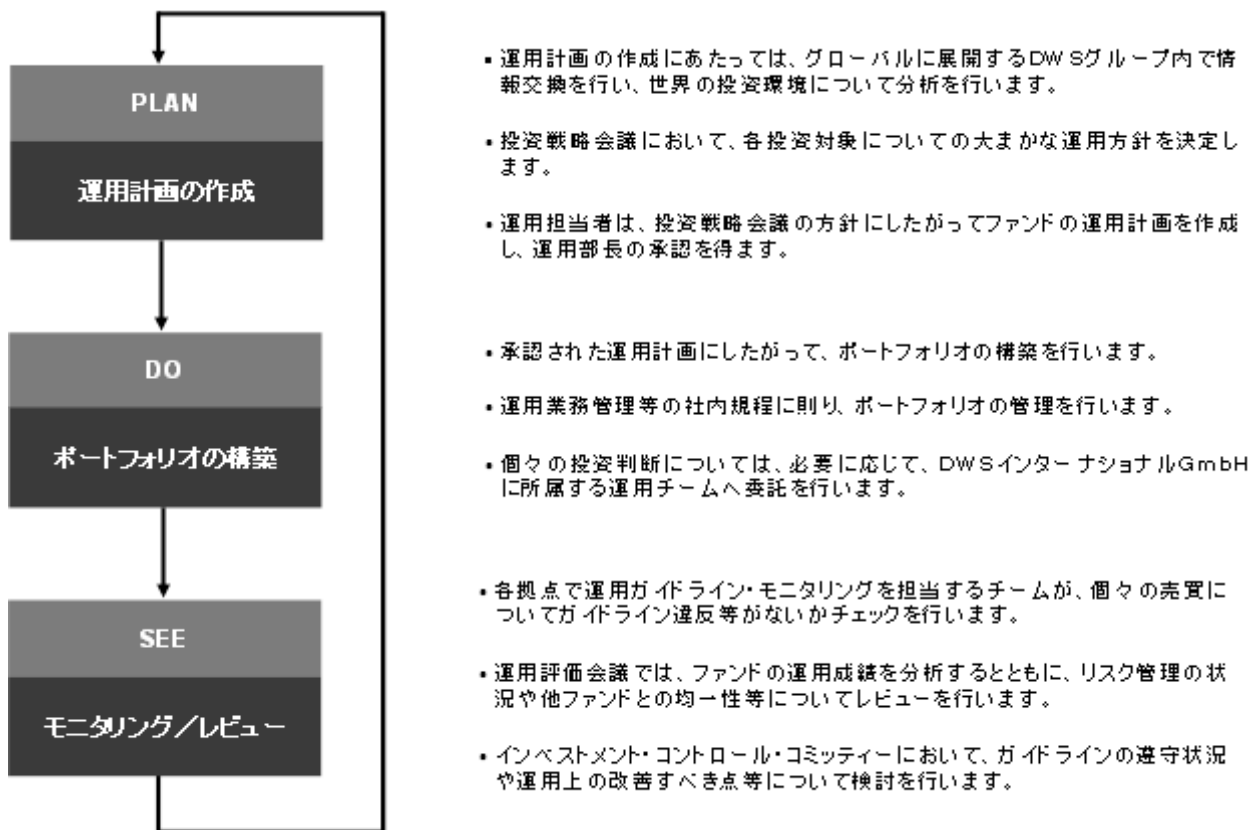 PLAN
運用計画の作成
・運用計画の作成にあたっては、グローバルに展開するDWSグループ内で情
報交換を行い、世界の投資環境について分析を行います。
・投資戦略会議において、各投資対象についての大まかな運用方針を決定し
ます。
・運用担当者は、投資戦略会議の方針にしたがってファンドの運用計画を作成
し、運用部長の承認を得ます。
DO
ポートフォリオの構築
・承認された運用計画にしたがって、ポートフォリオの構築を行います。
・運用業務管理等の社内規程に則り、ポートフォリオの管理を行います。
・個々の投資判断については、必要に応じて、DWSインターナショナルGmbH
に所属する運用チームへ委託を行います。
SEE
モニタリング／レビュー
・各拠点で運用ガイドライン・モニタリングを担当するチームが、個々の売買に
ついてガイドライン違反等がないかチェックを行います。
・運用評価会議では、ファンドの運用成績を分析するとともに、リスク管理の状
況や他ファンドとの均一性等についてレビューを行います。
・インベストメント・コントロール・コミッティーにおいて、ガイドラインの遵守状況
や運用上の改善すべき点等について検討を行います。